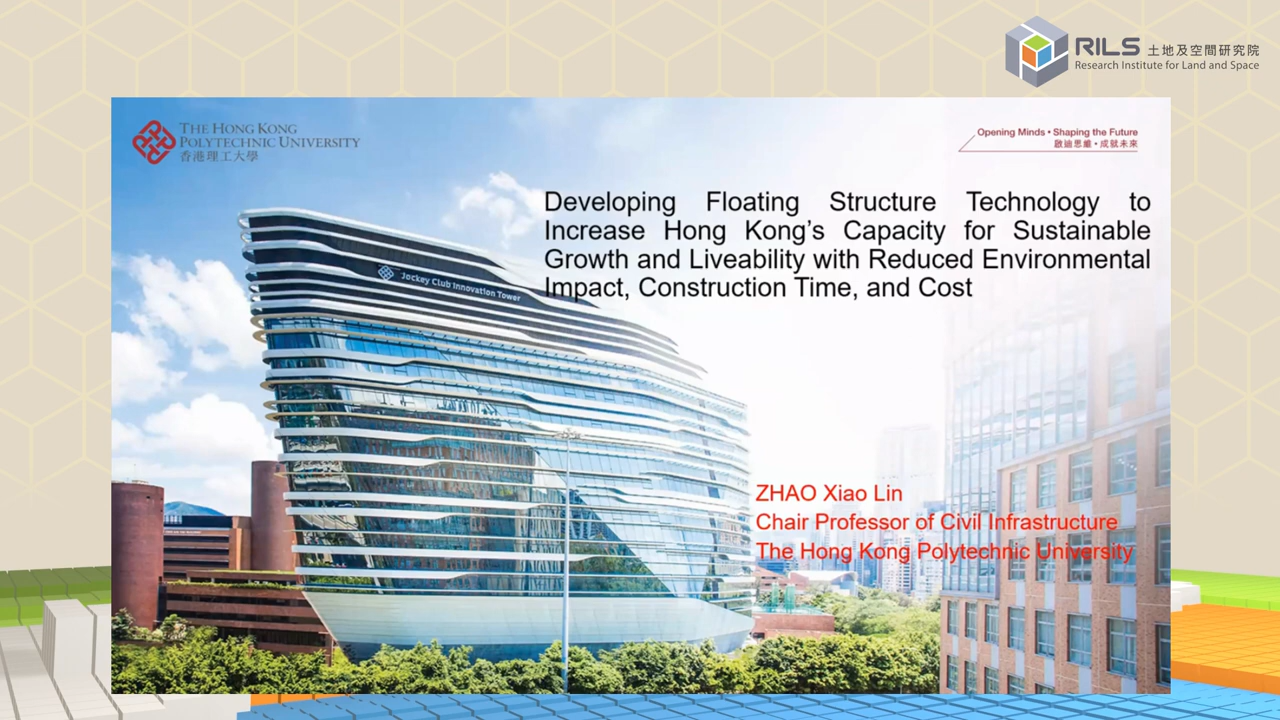 RILS 土地及空間研究院
Research Institute for Land and Space
THE HONG KONG
POLYTECHNIC UNIVERSITY
香港理工大學
Opening Minds • Shaping the Future
啟迪思維 • 成就未來
Developing Floating Structure Technology to
Increase Hong Kong's Capacity for Sustainable
Growth and Liveability with Reduced Environmental
Impact, Construction Time, and Cost
Jockey Club Innovation Tower
ZHAO Xiao Lin
Chair Professor of Civil Infrastructure
The Hong Kong Polytechnic University